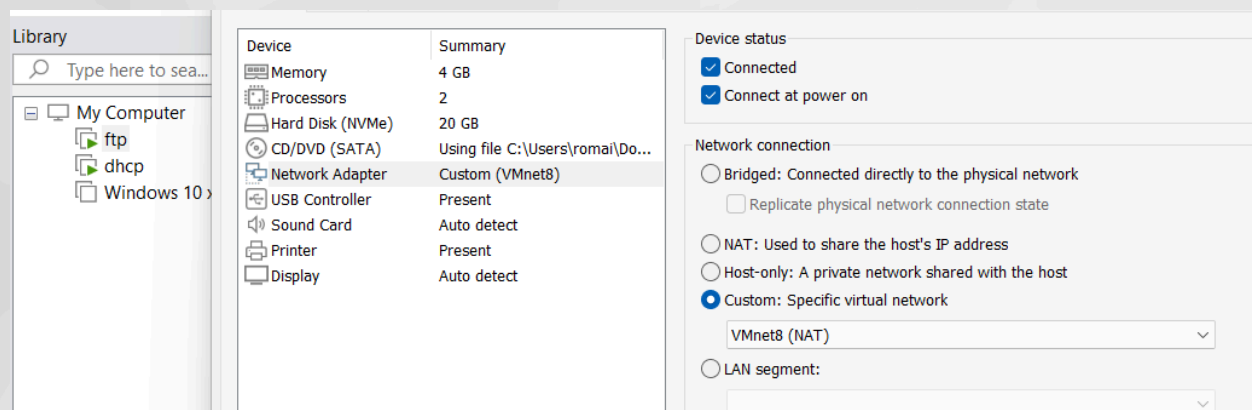 Library
Type here to sea...
My Computer
ftp
dhcp
Windows 10 x
Device Summary
Memory 4 GB
Processors 2
Hard Disk (NVMe) 20 GB
CD/DVD (SATA) Using file C:\Users\romai\Do...
Network Adapter Custom (VMnet8)
USB Controller Present
Sound Card Auto detect
Printer Present
Display Auto detect
Device status
Connected
Connect at power on
Network connection
Bridged: Connected directly to the physical network
Replicate physical network connection state
NAT: Used to share the host's IP address
Host-only: A private network shared with the host
Custom: Specific virtual network
VMnet8 (NAT)
LAN segment: